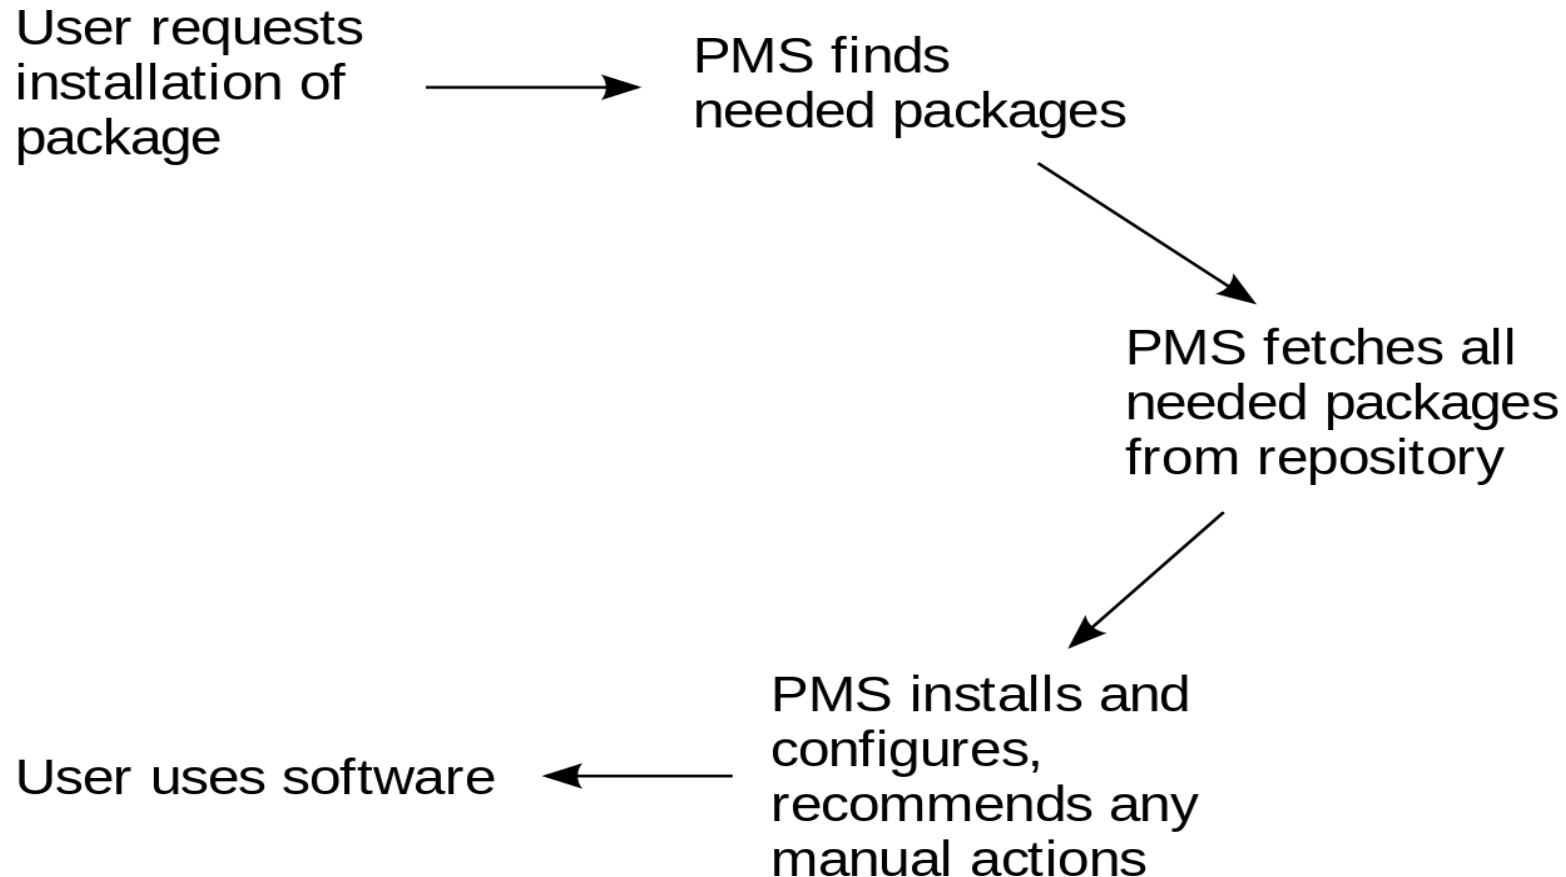 User requests
installation of
package
PMS finds
needed packages
PMS fetches all
needed packages
from repository
PMS installs and
configures,
recommends any
manual actions
User uses software